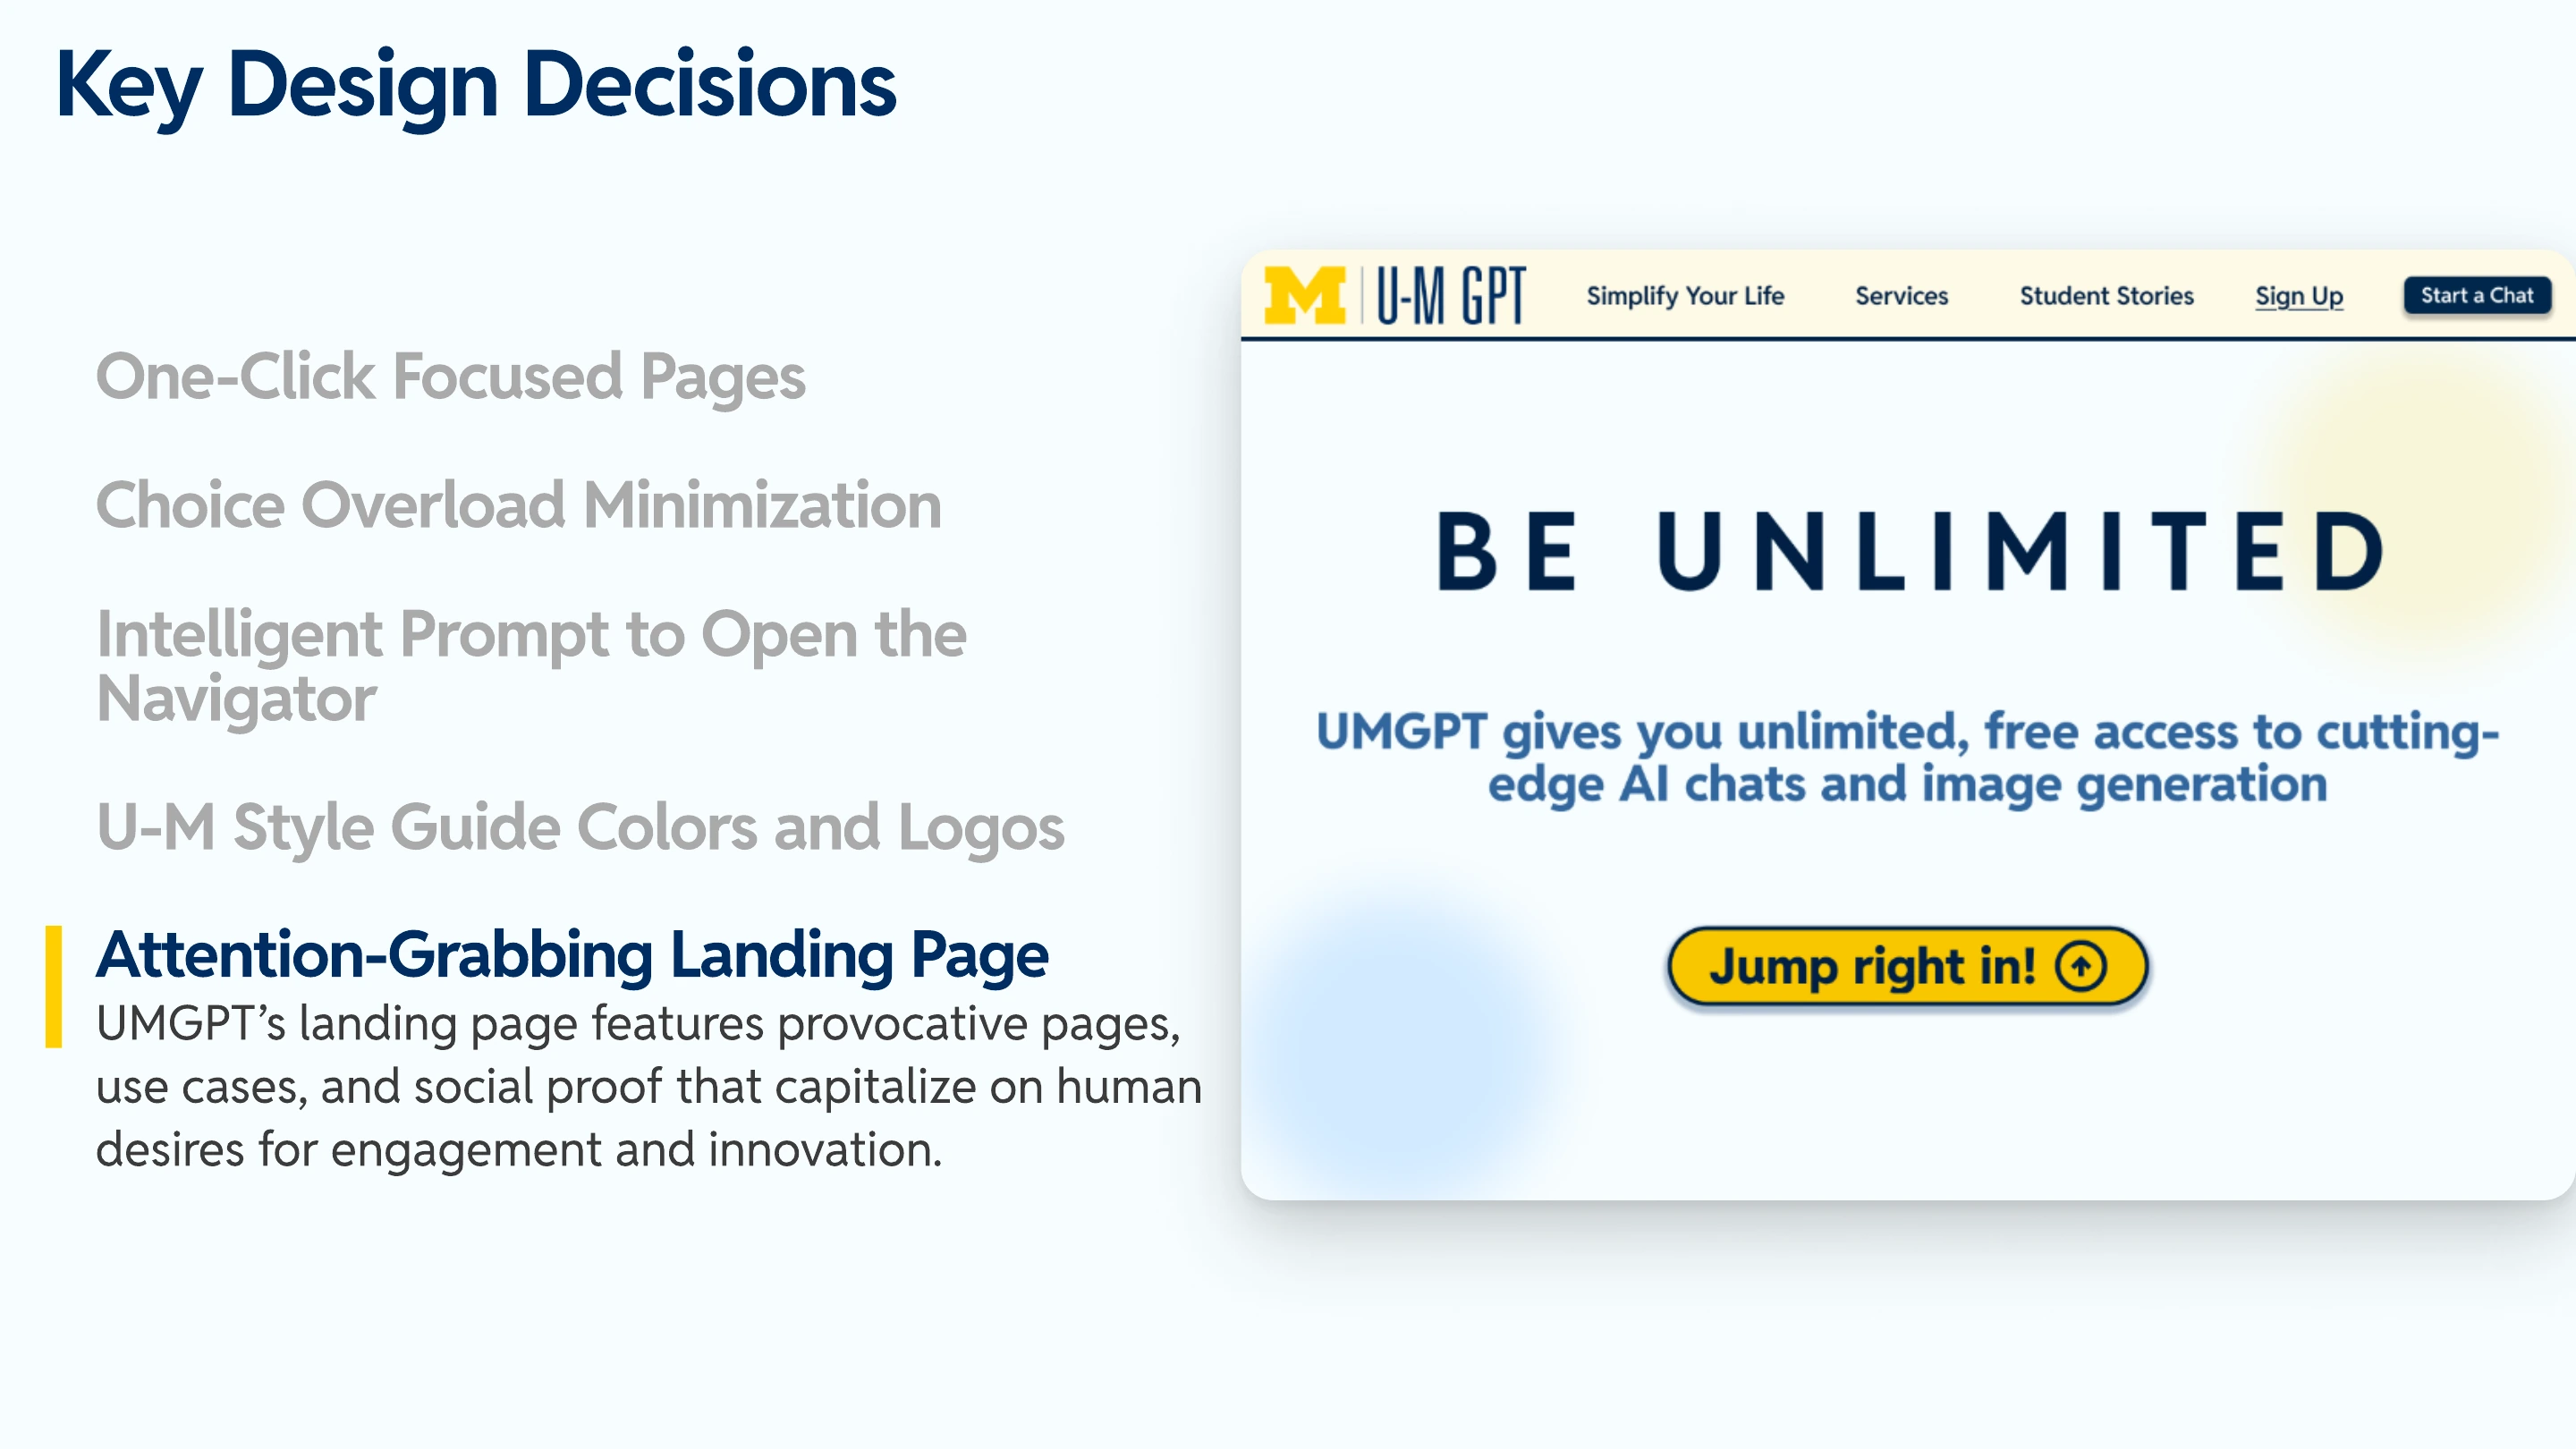 Key Design Decisions
One-Click Focused Pages
Choice Overload Minimization
Intelligent Prompt to Open the
Navigator
U-M Style Guide Colors and Logos
Attention-Grabbing Landing Page
UMGPT’s landing page features provocative pages,
use cases, and social proof that capitalize on human
desires for engagement and innovation.
M U-M GPT Simplify Your Life Services Student Stories Sign Up Start a Chat
BE UNLIMITED
UMGPT gives you unlimited, free access to cutting-
edge AI chats and image generation
Jump right in!